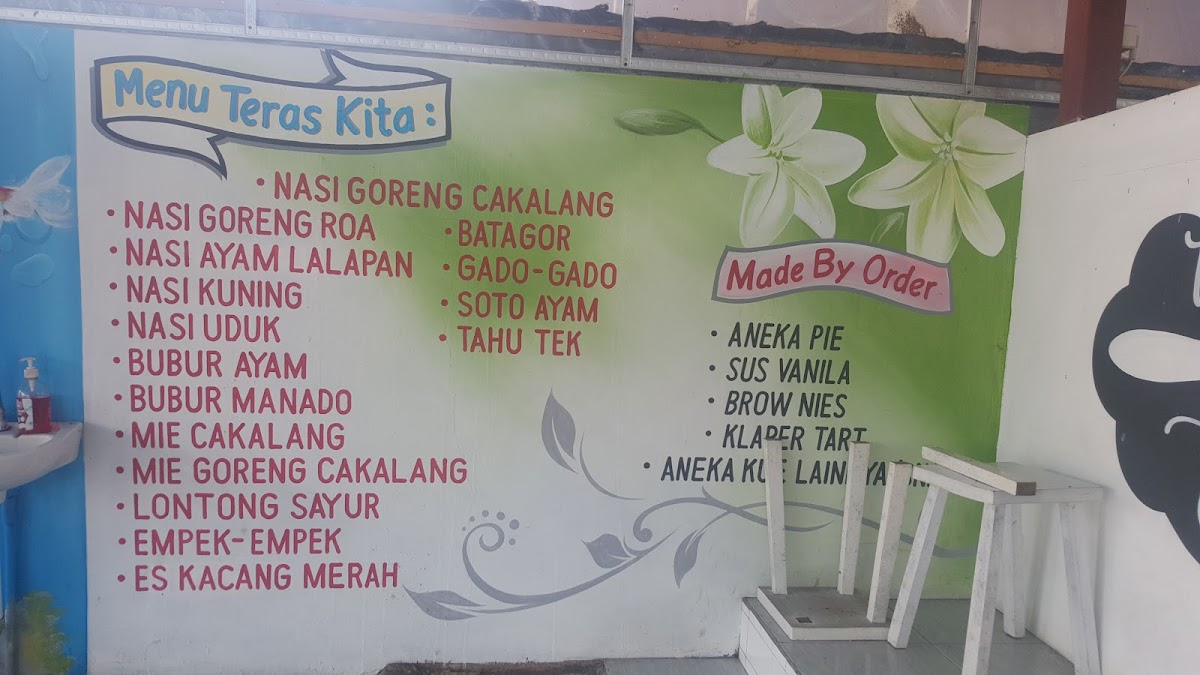 Menu Teras Kita :
• NASI GORENG CAKALANG
• NASI GORENG ROA
• NASI AYAM LALAPAN
• NASI KUNING
• NASI UDUK
• BUBUR AYAM
• BUBUR MANADO
• MIE CAKALANG
• MIE GORENG CAKALANG
• LONTONG SAYUR
• EMPEK-EMPEK
• ES KACANG MERAH
• BATAGOR
• GADO-GADO
• SOTO AYAM
• TAHU TEK
Made By Order
• ANEKA PIE
• SUS VANILA
• BROW NIES
• KLAPER TART
• ANEKA KUE